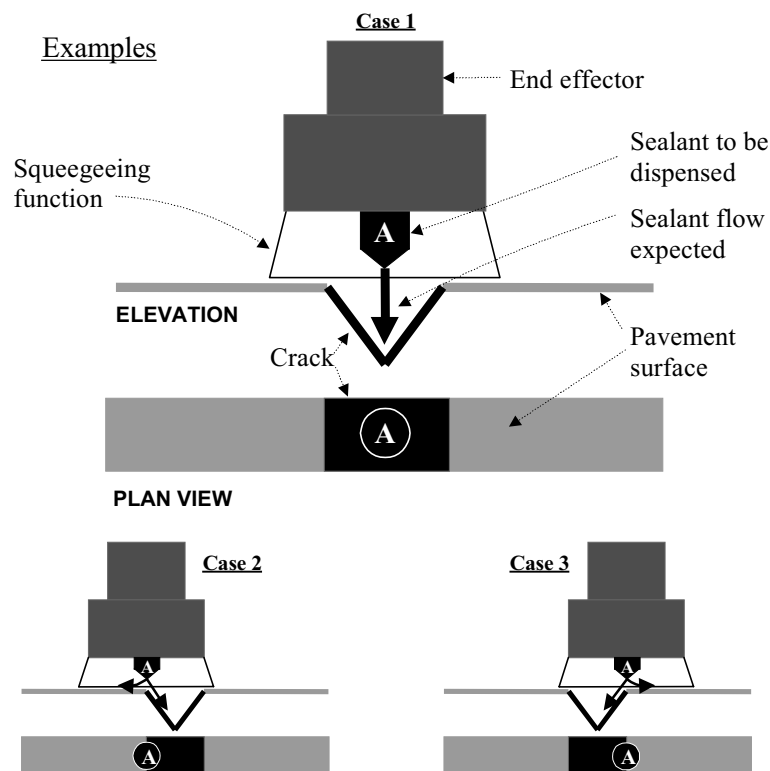 Case 1
Examples
End effector
Sealant to be
dispensed
Squeegeeing
function
A
Sealant flow
expected
ELEVATION
Crack
Pavement
surface
A
PLAN VIEW
Case 2
Case 3
A
A
A
A